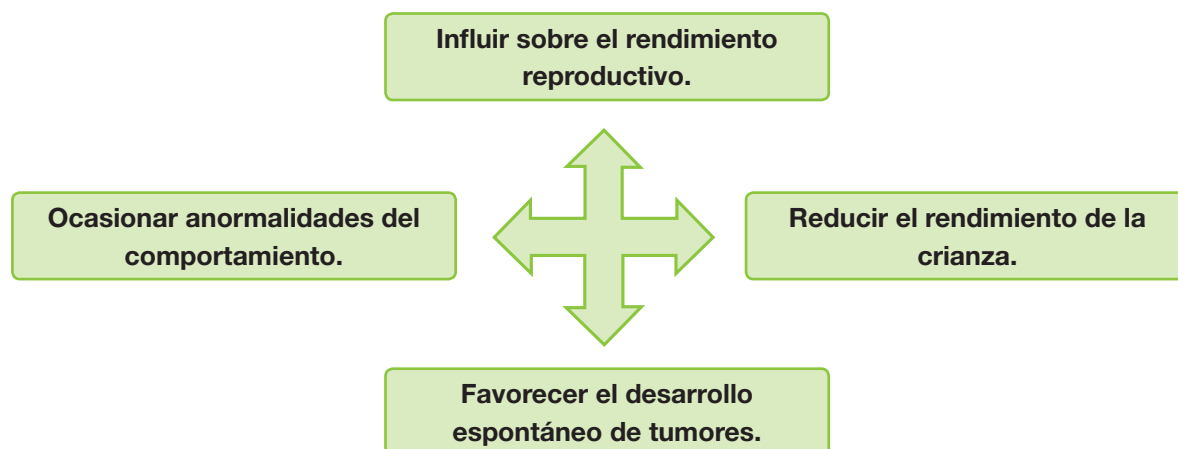 Influir sobre el rendimiento
reproductivo.
Ocasionar anormalidades del
comportamiento.
Reducir el rendimiento de la
crianza.
Favorecer el desarrollo
espontáneo de tumores.